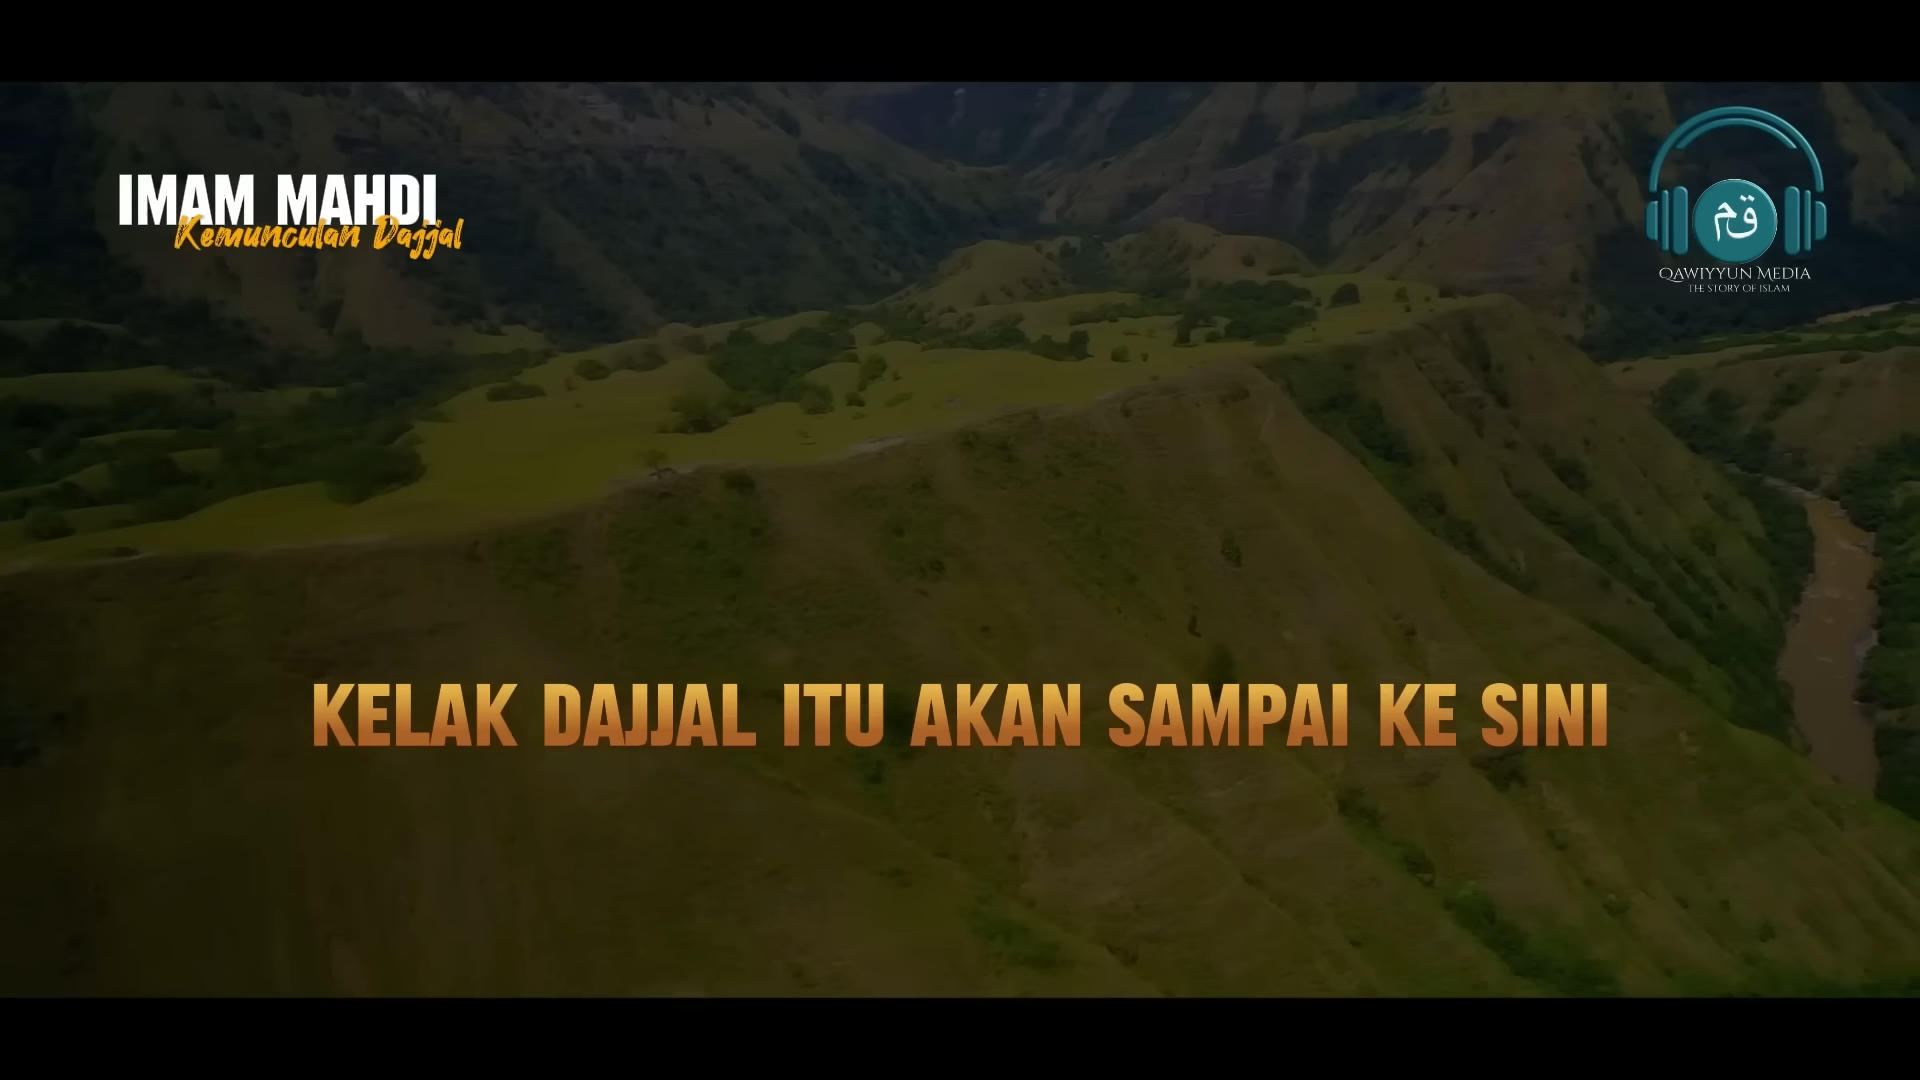 IMAM MAHDI
Kemunculan Dajjal
قم
QAWIYYUN MEDIA
THE STORY OF ISLAM
KELAK DAJJAL ITU AKAN SAMPAI KE SINI